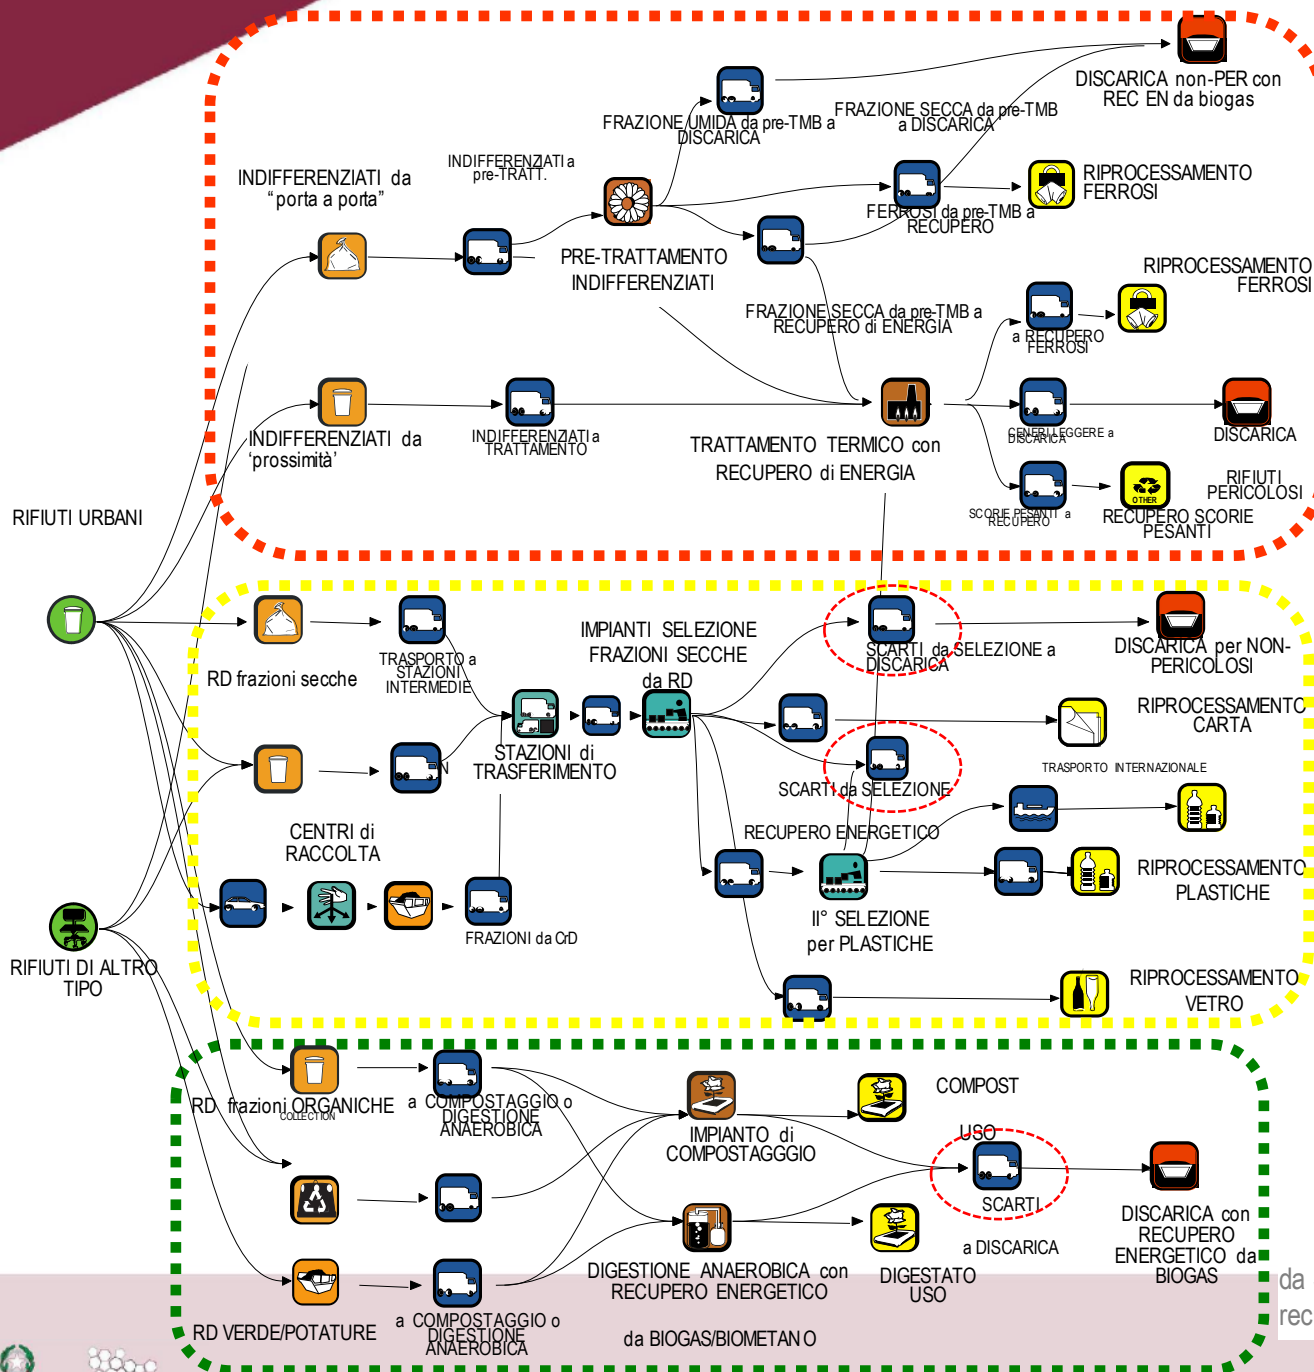 DISCARICA non-PER con
REC EN da biogas
FRAZIONE UMIDA da pre-TMB a
DISCARICA
FRAZIONE SECCA da pre-TMB
a DISCARICA
INDIFFERENZIATI a
pre-TRATT.
INDIFFERENZIATI da
“porta a porta”
RIPROCESSAMENTO
FERROSI
FERROSI da pre-TMB a
RECUPERO
PRE-TRATTAMENTO
INDIFFERENZIATI
RIPROCESSAMENTO
FERROSI
FRAZIONE SECCA da pre-TMB a
RECUPERO di ENERGIA
a RECUPERO
FERROSI
INDIFFERENZIATI da
‘prossimità’
INDIFFERENZIATI a
TRATTAMENTO
TRATTAMENTO TERMICO con
RECUPERO di ENERGIA
CENERI LEGGERE a
DISCARICA
DISCARICA
RIFIUTI
PERICOLOSI
OTHER
SCORIE PESANTI a
RECUPERO
RECUPERO SCORIE
PESANTI
RIFIUTI URBANI
IMPIANTI SELEZIONE
FRAZIONI SECCHE
da RD
SCARTI da SELEZIONE a
DISCARICA
DISCARICA per NON-
PERICOLOSI
TRASPORTO a
STAZIONI
INTERMEDIE
RD frazioni secche
RIPROCESSAMENTO
CARTA
STAZIONI di
TRASFERIMENTO
N
TRASPORTO INTERNAZIONALE
SCARTI da SELEZIONE
RECUPERO ENERGETICO
CENTRI di
RACCOLTA
RIPROCESSAMENTO
PLASTICHE
II° SELEZIONE
per PLASTICHE
FRAZIONI da CrD
RIFIUTI DI ALTRO
TIPO
RIPROCESSAMENTO
VETRO
RD frazioni ORGANICHE
COLLECTION
a COMPOSTAGGIO o
DIGESTIONE
ANAEROBICA
COMPOST
USO
IMPIANTO di
COMPOSTAGGGIO
SCARTI
a DISCARICA
DISCARICA con
RECUPERO
ENERGETICO da
BIOGAS
DIGESTIONE ANAEROBICA con
RECUPERO ENERGETICO
da BIOGAS/BIOMETAN O
DIGESTATO
USO
RD VERDE/POTATURE
a COMPOSTAGGIO o
DIGESTIONE
ANAEROBICA
da
rec